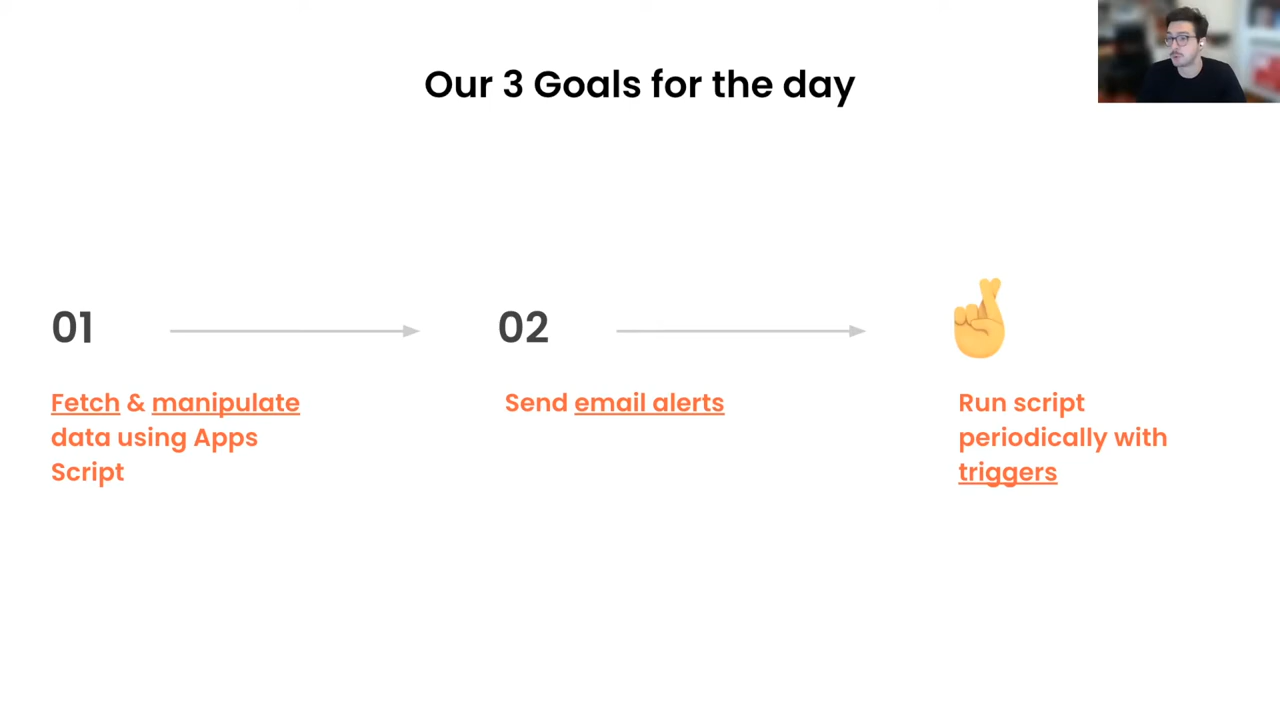 Our 3 Goals for the day
01
Fetch & manipulate
data using Apps
Script
02
Send email alerts
Run script
periodically with
triggers